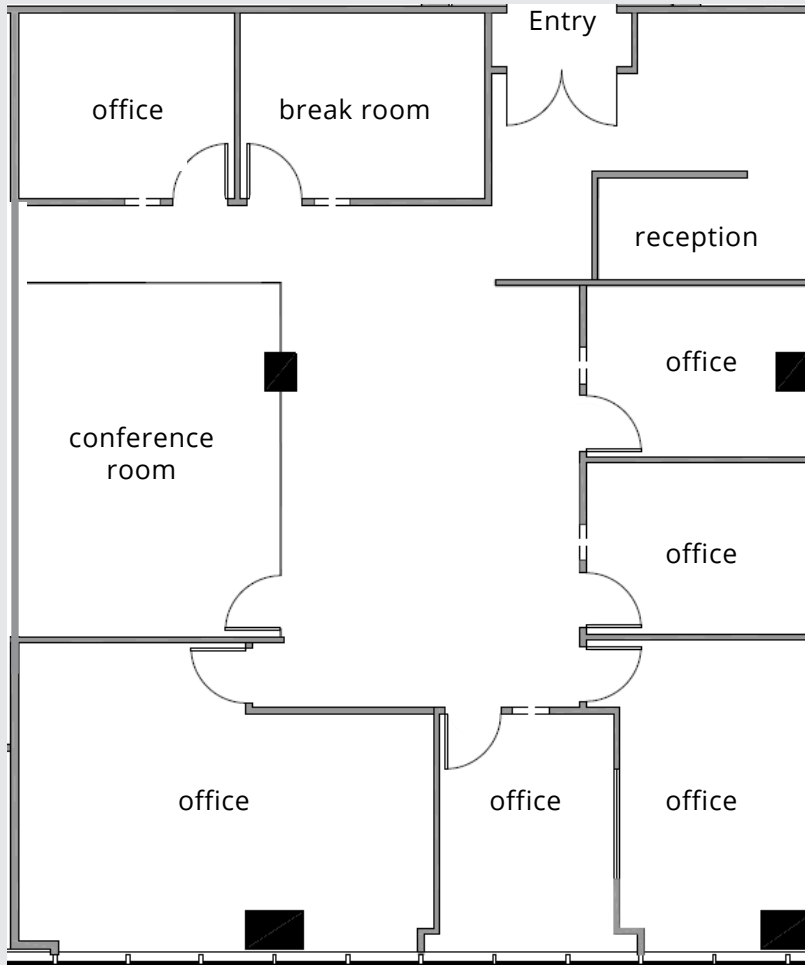 Entry
office
break room
reception
office
conference
room
office
office
office
office